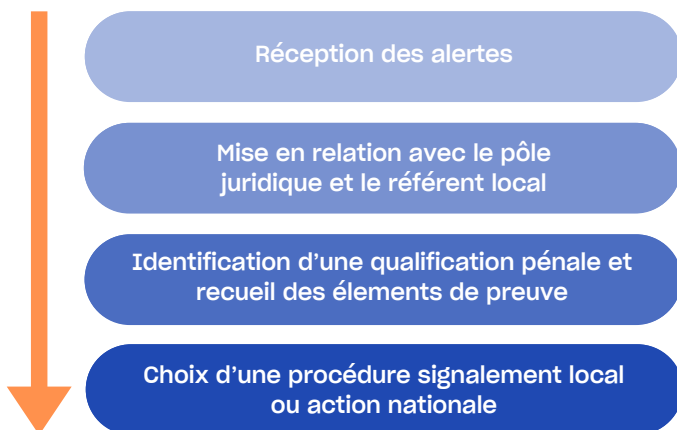 Réception des alertes
Mise en relation avec le pôle
juridique et le référent local
Identification d'une qualification pénale et
recueil des élements de preuve
Choix d'une procédure signalement local
ou action nationale